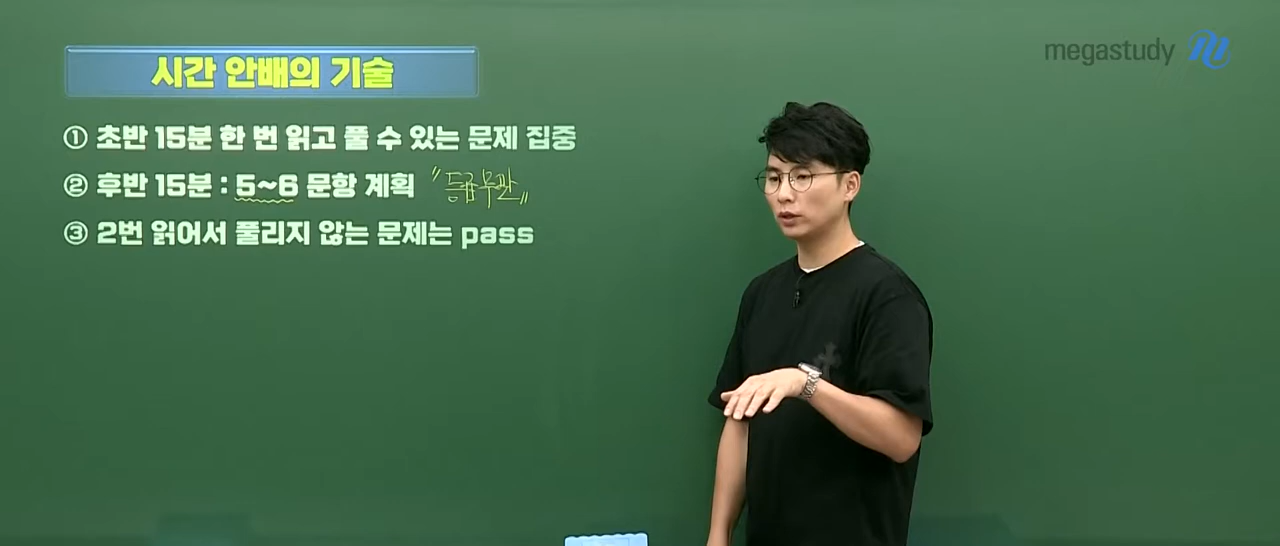 시간 안배의 기술
megastudy
① 초반 15분 한 번 읽고 풀 수 있는 문제 집중
② 후반 15분 : 5~6 문항 계획 "등급무관"
③ 2번 읽어서 풀리지 않는 문제는 pass